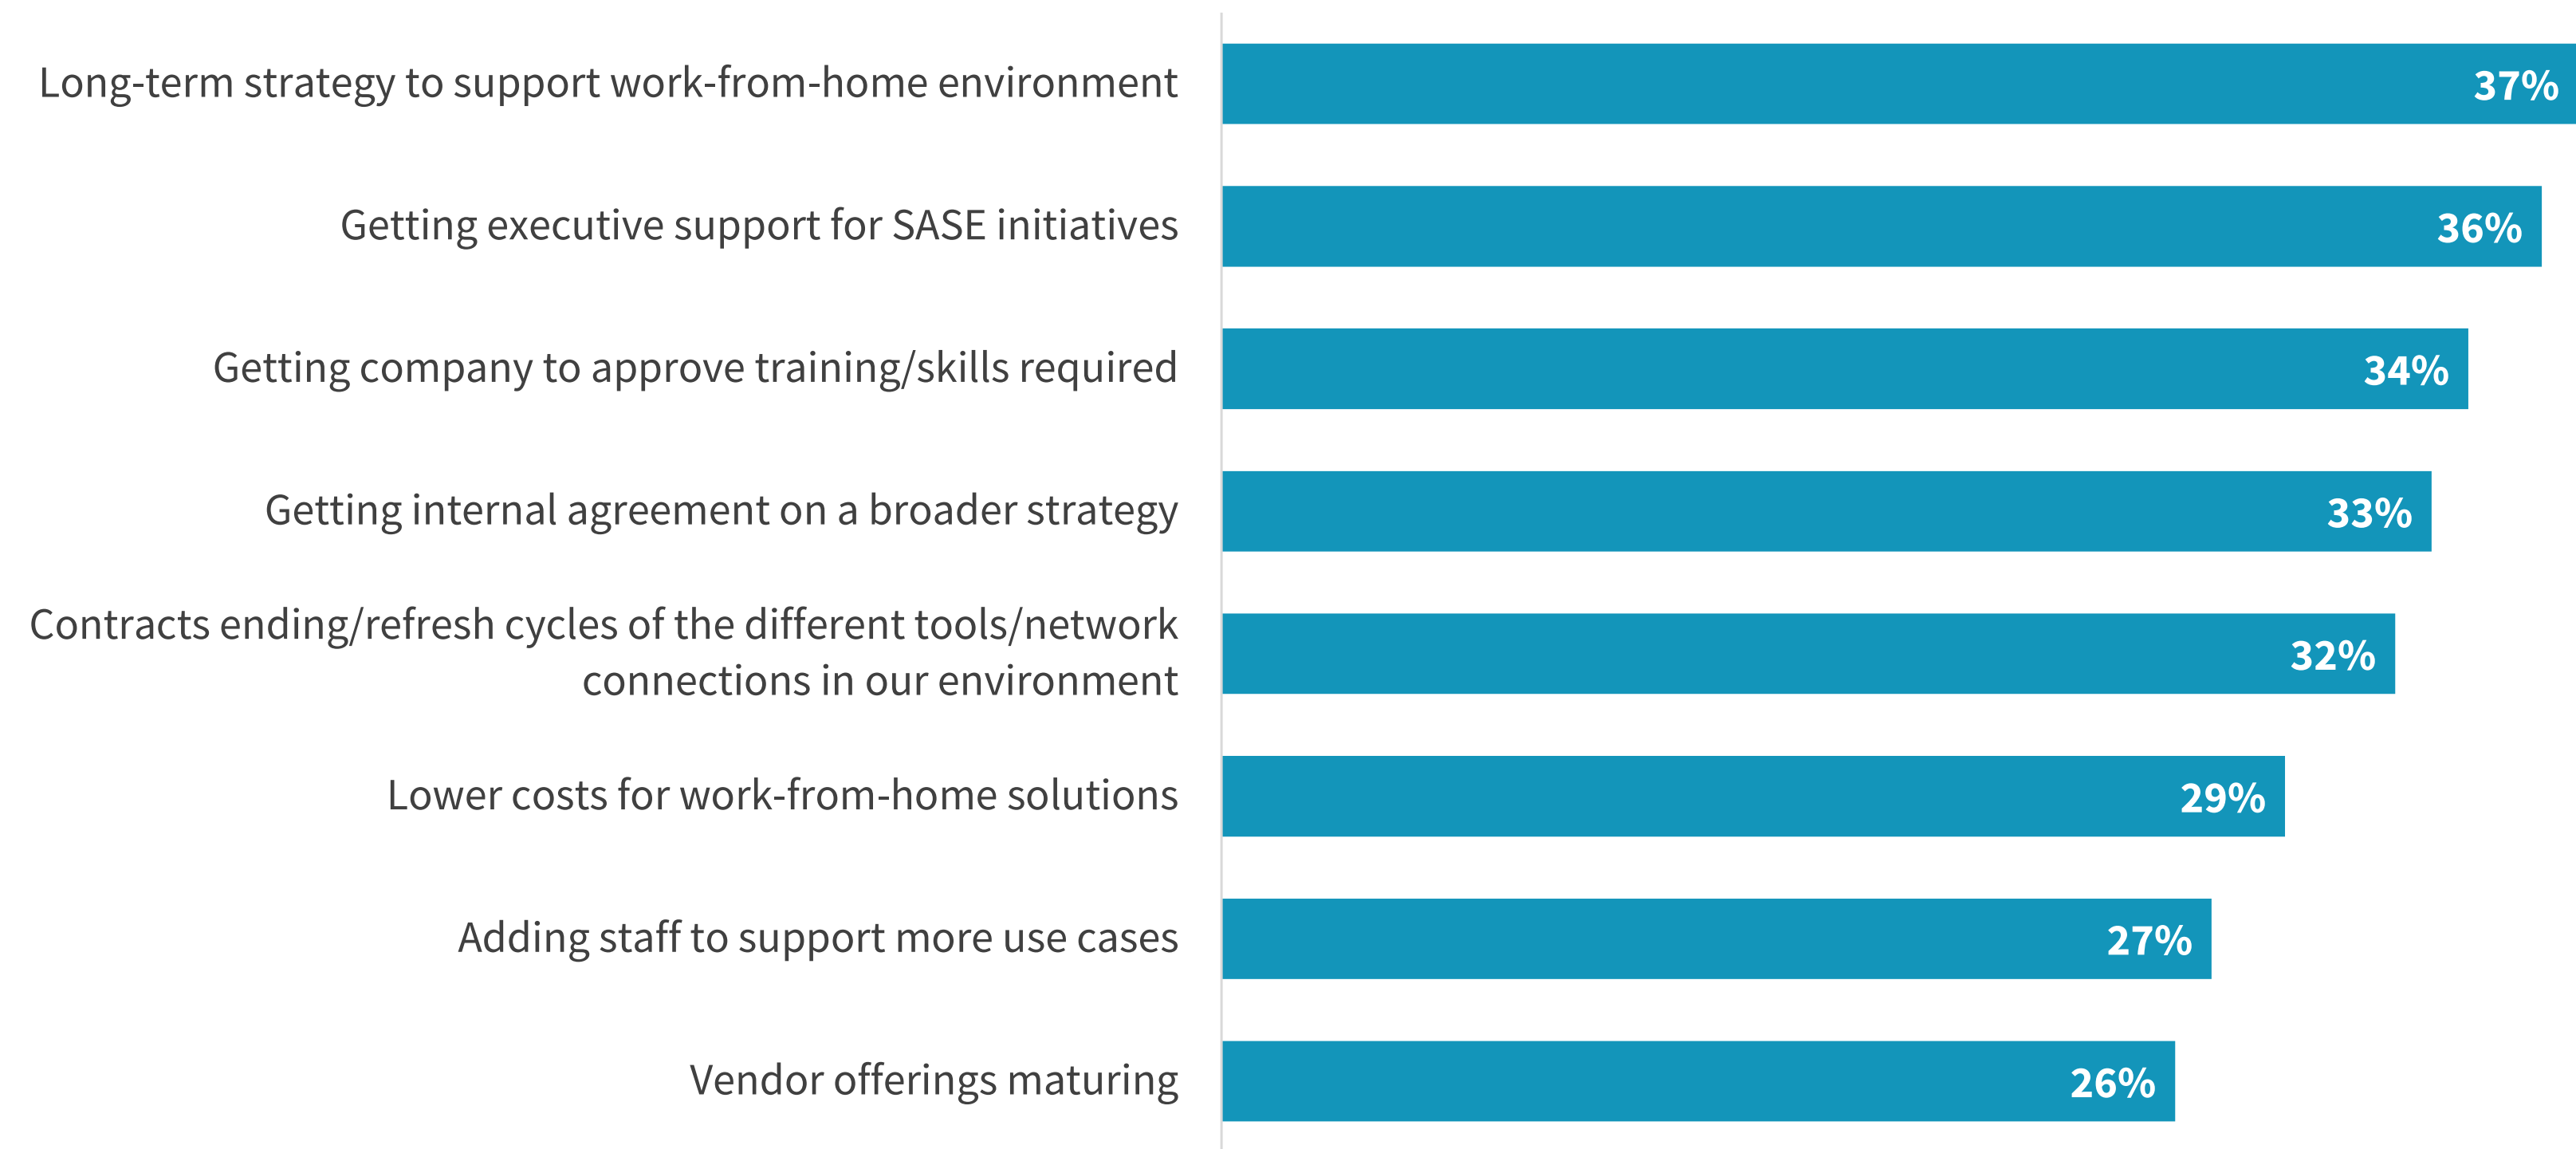 Long-term strategy to support work-from-home environment 37%
Getting executive support for SASE initiatives 36%
Getting company to approve training/skills required 34%
Getting internal agreement on a broader strategy 33%
Contracts ending/refresh cycles of the different tools/network
connections in our environment 32%
Lower costs for work-from-home solutions 29%
Adding staff to support more use cases 27%
Vendor offerings maturing 26%